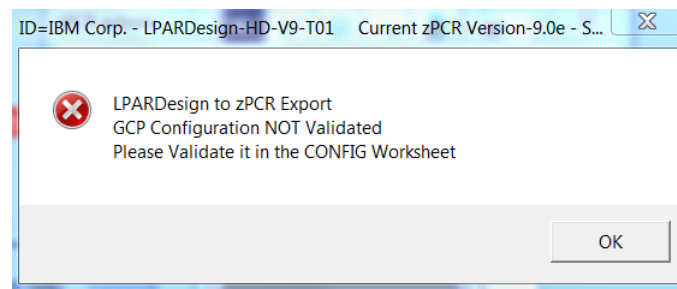 ID=IBM Corp. - LPARDesign-HD-V9-T01    Current zPCR Version-9.0e - S...
LPARDesign to zPCR Export
GCP Configuration NOT Validated
Please Validate it in the CONFIG Worksheet
OK